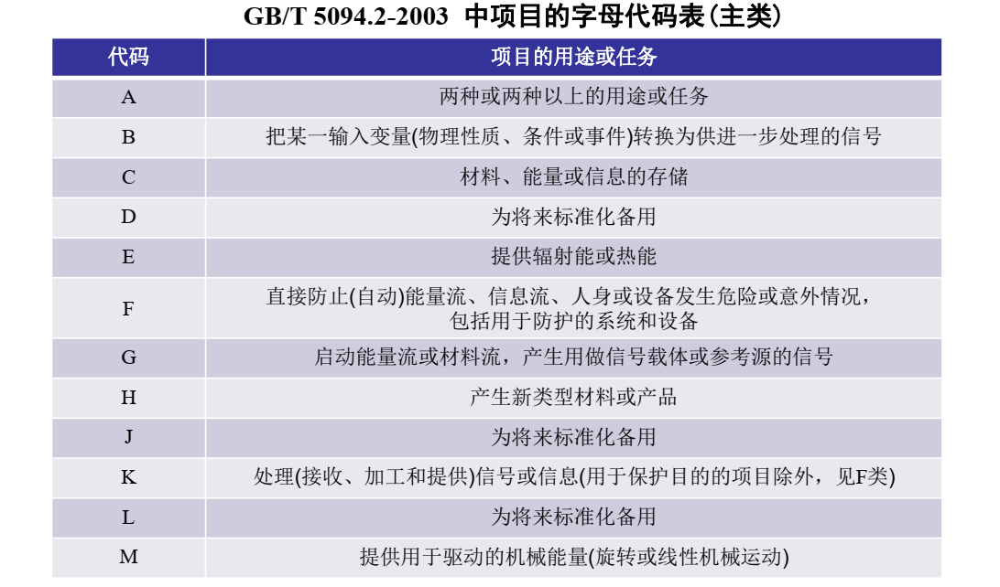 GB/T 5094.2-2003 中项目的字母代码表(主类)
代码 项目的用途或任务
A 两种或两种以上的用途或任务
B 把某一输入变量(物理性质、条件或事件)转换为供进一步处理的信号
C 材料、能量或信息的存储
D 为将来标准化备用
E 提供辐射能或热能
F 直接防止(自动)能量流、信息流、人身或设备发生危险或意外情况，
包括用于防护的系统和设备
G 启动能量流或材料流，产生用做信号载体或参考源的信号
H 产生新类型材料或产品
J 为将来标准化备用
K 处理(接收、加工和提供)信号或信息(用于保护目的的项目除外，见F类)
L 为将来标准化备用
M 提供用于驱动的机械能量(旋转或线性机械运动)